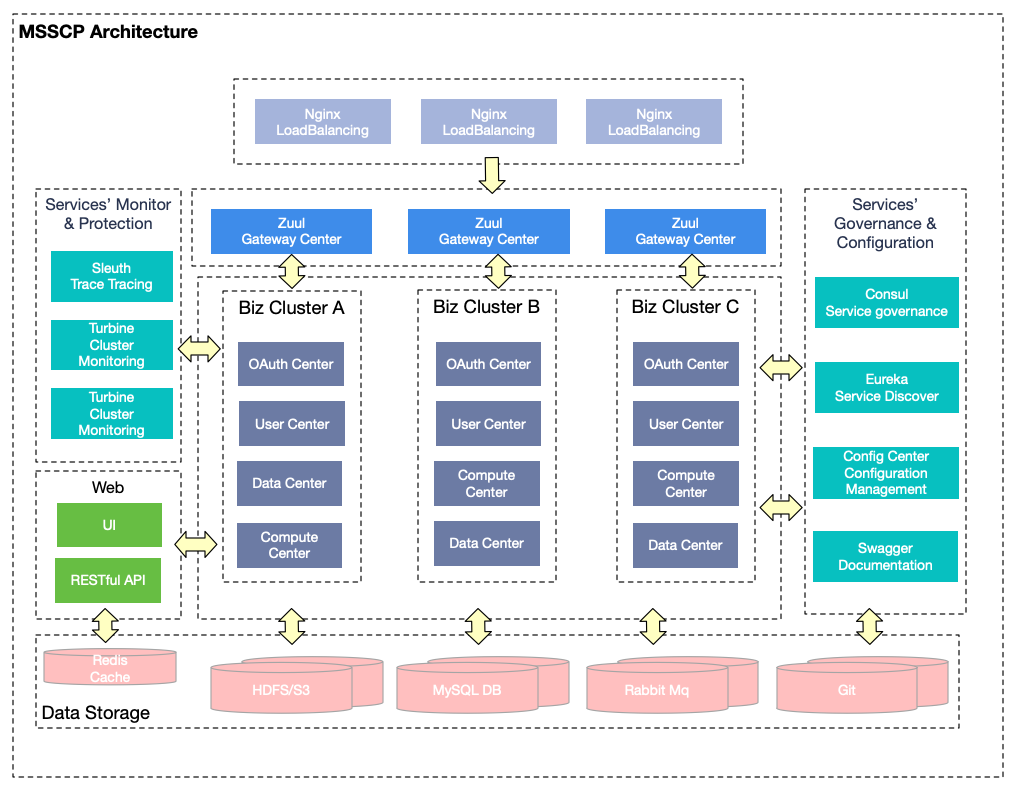 MSSCP Architecture
Nginx
LoadBalancing
Nginx
LoadBalancing
Nginx
LoadBalancing
Services' Monitor
& Protection
Sleuth
Trace Tracing
Turbine
Cluster
Monitoring
Turbine
Cluster
Monitoring
Zuul
Gateway Center
Zuul
Gateway Center
Zuul
Gateway Center
Services'
Governance &
Configuration
Consul
Service governance
Eureka
Service Discover
Config Center
Configuration
Management
Swagger
Documentation
Biz Cluster A
OAuth Center
User Center
Data Center
Compute
Center
Biz Cluster B
OAuth Center
User Center
Compute
Center
Data Center
Biz Cluster C
OAuth Center
User Center
Compute
Center
Data Center
Web
UI
RESTful API
Redis
Cache
HDFS/S3
MySQL DB
Rabbit Mq
Git
Data Storage